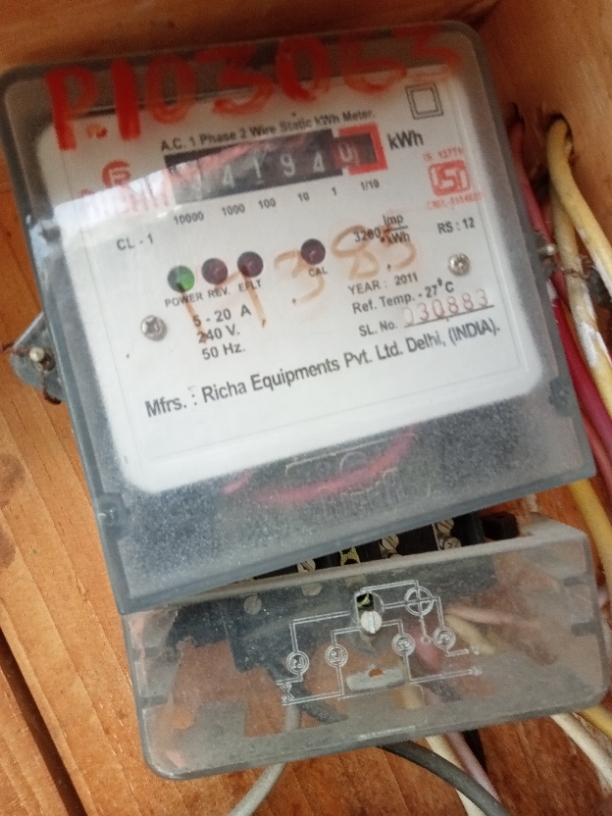 P103063
A.C. 1 Phase 2 Wire Static kWh Meter.
kWh
10000 1000 100 10 1 1/10
CL - 1
3200 Imp/kWh
RS : 12
POWER REV. E/LT CAL
5 - 20 A
240 V.
50 Hz.
YEAR : 2011
Ref. Temp. - 27°C
SL. No. 030883
Mfrs. : Richa Equipments Pvt. Ltd. Delhi, (INDIA).